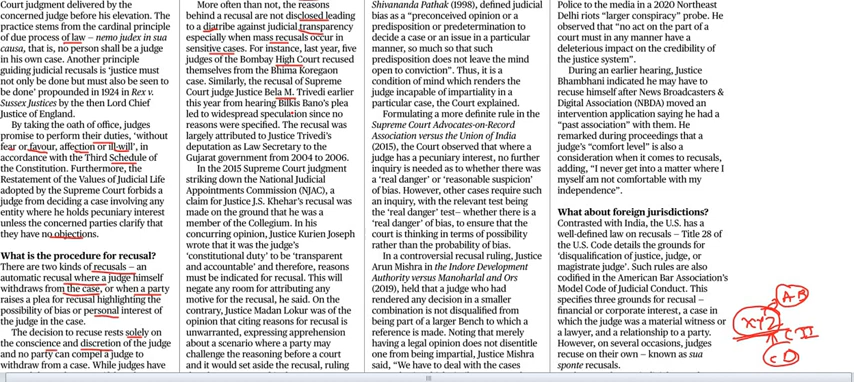 Court judgment delivered by the
concerned judge before his elevation. The
practice stems from the cardinal principle
of due process of law – nemo judex in sua
causa, that is, no person shall be a judge
in his own case. Another principle
guiding judicial recusals is 'justice must
not only be done but must also be seen to
be done' propounded in 1924 in Rex v.
Sussex Justices by the then Lord Chief
Justice of England.
By taking the oath of office, judges
promise to perform their duties, 'without
fear or favour, affection or ill-will', in
accordance with the Third Schedule of
the Constitution. Furthermore, the
Restatement of the Values of Judicial Life
adopted by the Supreme Court forbids a
judge from deciding a case involving any
entity where he holds pecuniary interest
unless the concerned parties clarify that
they have no objections.
What is the procedure for recusal?
There are two kinds of recusals – an
automatic recusal where a judge himself
withdraws from the case, or when a party
raises a plea for recusal highlighting the
possibility of bias or personal interest of
the judge in the case.
The decision to recuse rests solely on
the conscience and discretion of the judge
and no party can compel a judge to
withdraw from a case. While judges have
More often than not, the reasons
behind a recusal are not disclosed leading
to a diatribe against judicial transparency
especially when mass recusals occur in
sensitive cases. For instance, last year, five
judges of the Bombay High Court recused
themselves from the Bhima Koregaon
case. Similarly, the recusal of Supreme
Court judge Justice Bela M. Trivedi earlier
this year from hearing Bilkis Bano's plea
led to widespread speculation since no
reasons were specified. The recusal was
largely attributed to Justice Trivedi's
deputation as Law Secretary to the
Gujarat government from 2004 to 2006.
In the 2015 Supreme Court judgment
striking down the National Judicial
Appointments Commission (NJAC), a
claim for Justice J.S. Khehar's recusal was
made on the ground that he was a
member of the Collegium. In his
concurring opinion, Justice Kurien Joseph
wrote that it was the judge's
'constitutional duty' to be 'transparent
and accountable' and therefore, reasons
must be indicated for recusal. This will
negate any room for attributing any
motive for the recusal, he said. On the
contrary, Justice Madan Lokur was of the
opinion that citing reasons for recusal is
unwarranted, expressing apprehension
about a scenario where a party may
challenge the reasoning before a court
and it would set aside the recusal, ruling
Shivananda Pathak (1998), defined judicial
bias as a "preconceived opinion or a
predisposition or predetermination to
decide a case or an issue in a particular
manner, so much so that such
predisposition does not leave the mind
open to conviction". Thus, it is a
condition of mind which renders the
judge incapable of impartiality in a
particular case, the Court explained.
Formulating a more definite rule in the
Supreme Court Advocates-on-Record
Association versus the Union of India
(2015), the Court observed that where a
judge has a pecuniary interest, no further
inquiry is needed as to whether there was
a 'real danger' or 'reasonable suspicion'
of bias. However, other cases require such
an inquiry, with the relevant test being
the 'real danger' test– whether there is a
'real danger' of bias, to ensure that the
court is thinking in terms of possibility
rather than the probability of bias.
In a controversial recusal ruling, Justice
Arun Mishra in the Indore Development
Authority versus Manoharlal and Ors
(2019), held that a judge who had
rendered any decision in a smaller
combination is not disqualified from
being part of a larger Bench to which a
reference is made. Noting that merely
having a legal opinion does not disentitle
one from being impartial, Justice Mishra
said, "We have to deal with the cases
Police to the media in 2020 Northeast
Delhi riots "larger conspiracy" probe. He
observed that "no act on the part of a
court must in any manner have a
deleterious impact on the credibility of
the justice system".
During an earlier hearing, Justice
Bhambhani indicated he may have to
recuse himself after News Broadcasters &
Digital Association (NBDA) moved an
intervention application saying he had a
"past association" with them. He
remarked during proceedings that a
judge's "comfort level" is also a
consideration when it comes to recusals,
adding, "I never get into a matter where I
myself am not comfortable with my
independence".
What about foreign jurisdictions?
Contrasted with India, the U.S. has a
well-defined law on recusals – Title 28 of
the U.S. Code details the grounds for
'disqualification of justice, judge, or
magistrate judge'. Such rules are also
codified in the American Bar Association's
Model Code of Judicial Conduct. This
specifies three grounds for recusal –
financial or corporate interest, a case in
which the judge was a material witness or
a lawyer, and a relationship to a party.
However, on several occasions, judges
recuse on their own – known as sua
sponte recusals.